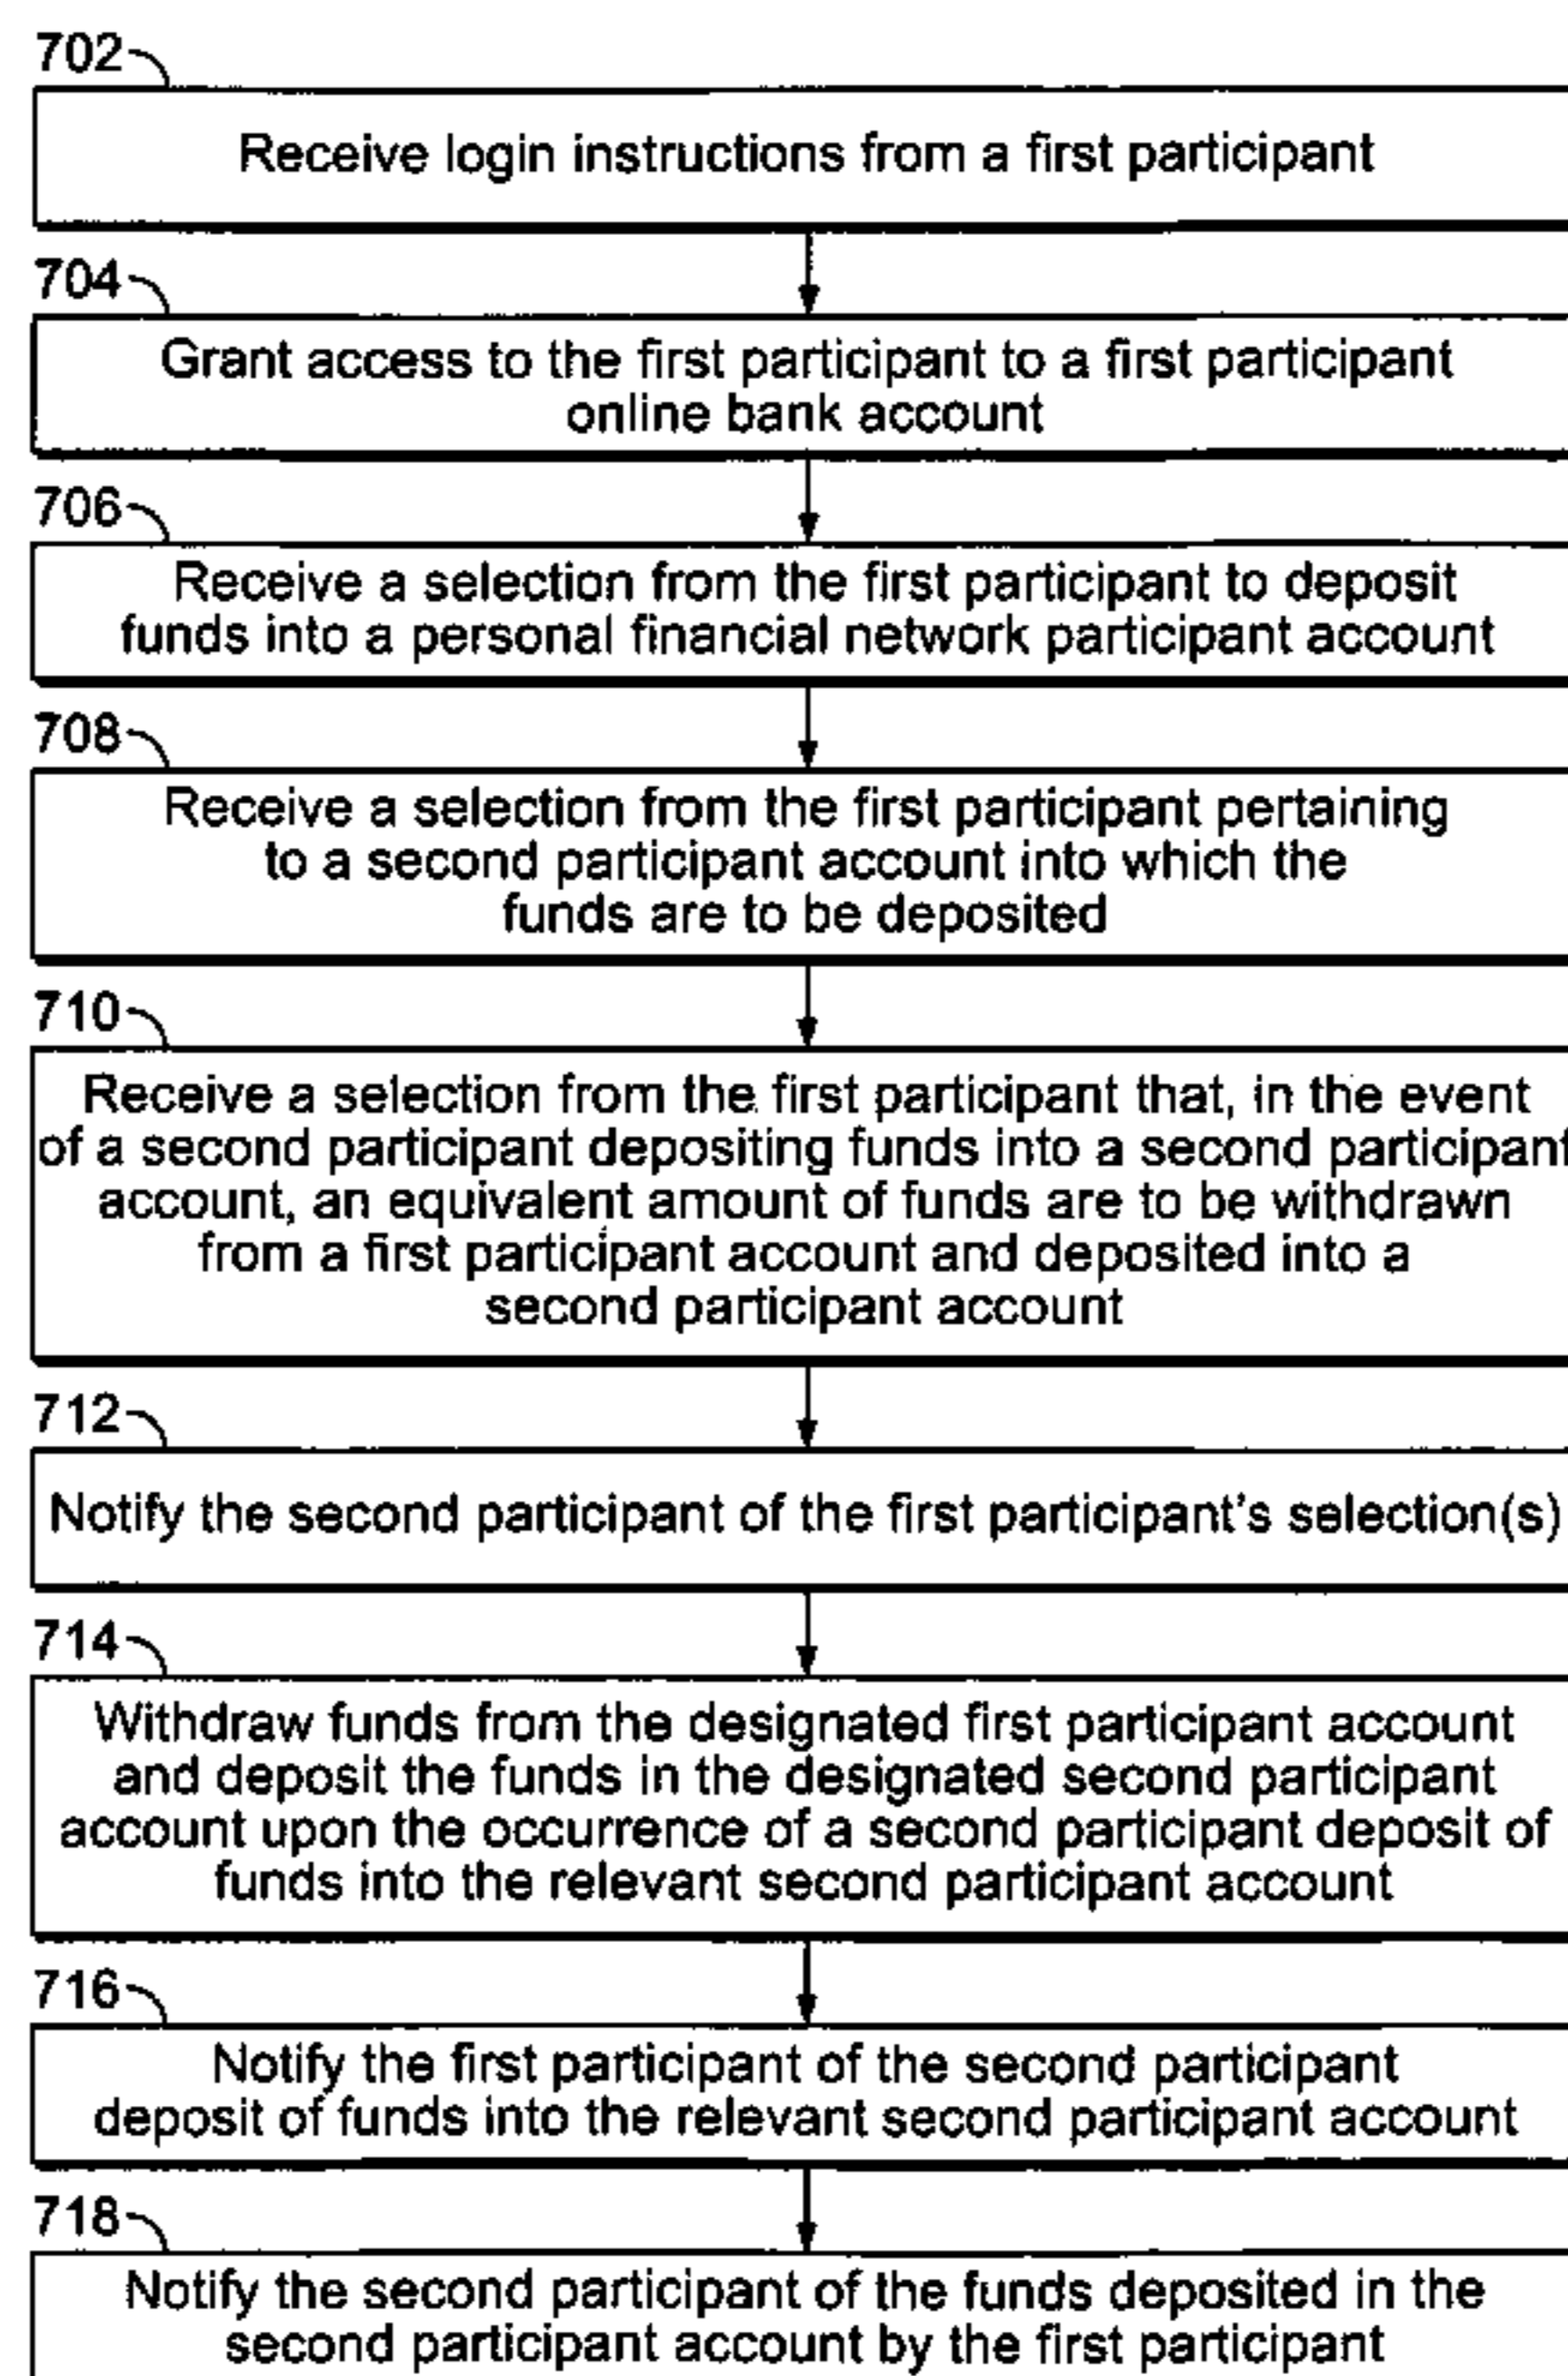 702
Receive login instructions from a first participant
704
Grant access to the first participant to a first participant
online bank account
706
Receive a selection from the first participant to deposit
funds into a personal financial network participant account
708
Receive a selection from the first participant pertaining
to a second participant account into which the
funds are to be deposited
710
Receive a selection from the first participant that, in the event
of a second participant depositing funds into a second participant
account, an equivalent amount of funds are to be withdrawn
from a first participant account and deposited into a
second participant account
712
Notify the second participant of the first participant's selection(s)
714
Withdraw funds from the designated first participant account
and deposit the funds in the designated second participant
account upon the occurrence of a second participant deposit of
funds into the relevant second participant account
716
Notify the first participant of the second participant
deposit of funds into the relevant second participant account
718
Notify the second participant of the funds deposited in the
second participant account by the first participant